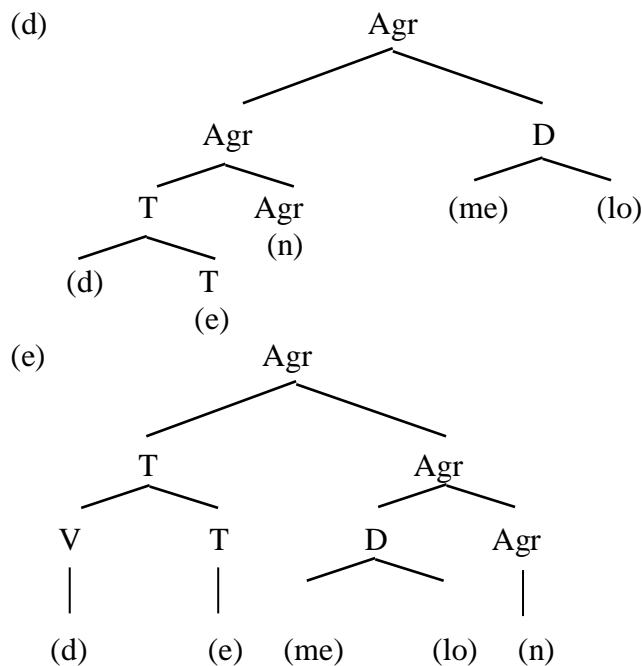 (d) Agr
Agr D
T Agr (me) (lo)
(n)
(d) T
(e)
(e) Agr
T Agr
V T D Agr
(d) (e) (me) (lo) (n)